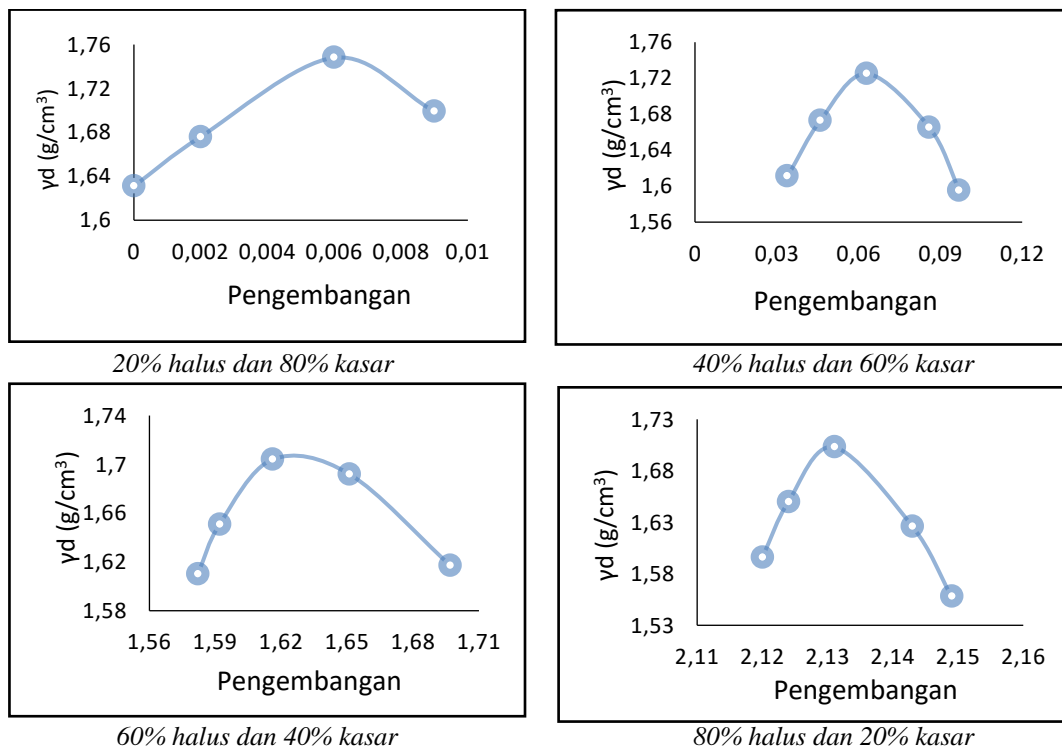 1,76
1,72
1,68
1,64
1,6
γd (g/cm³)
0 0,002 0,004 0,006 0,008 0,01
Pengembangan
20% halus dan 80% kasar
1,76
1,72
1,68
1,64
1,6
1,56
γd (g/cm³)
0 0,03 0,06 0,09 0,12
Pengembangan
40% halus dan 60% kasar
1,74
1,7
1,66
1,62
1,58
γd (g/cm³)
1,56 1,59 1,62 1,65 1,68 1,71
Pengembangan
60% halus dan 40% kasar
1,73
1,68
1,63
1,58
1,53
γd (g/cm³)
2,11 2,12 2,13 2,14 2,15 2,16
Pengembangan
80% halus dan 20% kasar